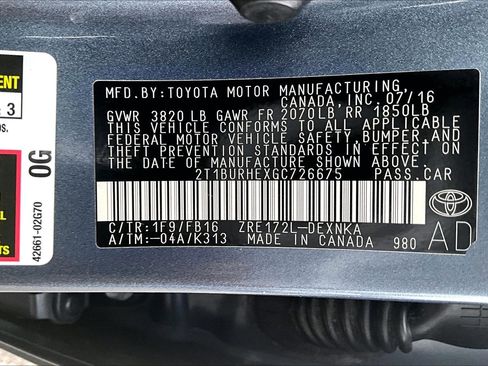 MFD.BY:TOYOTA MOTOR MANUFACTURING,
CANADA, INC. 07/16
GVWR 3820 LB GAWR FR 2070LB RR 1850LB
THIS VEHICLE CONFORMS TO ALL APPLICABLE
FEDERAL MOTOR VEHICLE SAFETY, BUMPER, AND
THEFT PREVENTION STANDARDS IN EFFECT ON
THE DATE OF MANUFACTURE SHOWN ABOVE.
2T1BURHEXGC726675 PASS.CAR
C/TR:1F9/FB16 ZRE172L-DEXNKA
A/TM:-04A/K313 MADE IN CANADA 980
AD
TOYOTA
0G
42661-02G70
3